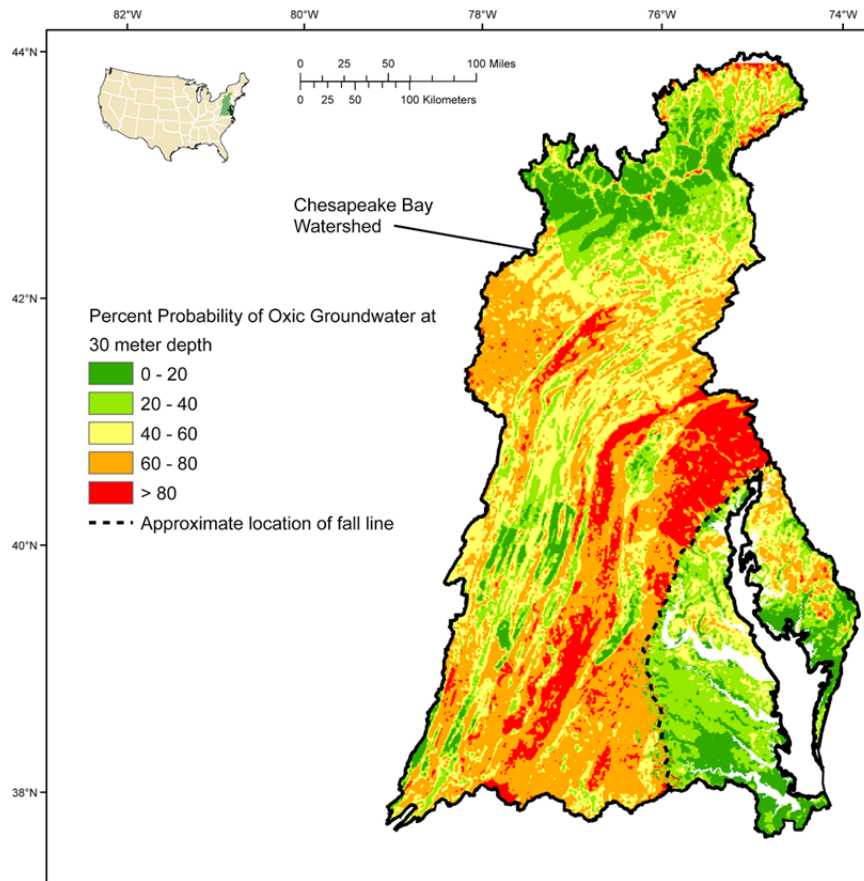 82°W 80°W 78°W 76°W 74°W
44°N
0 25 50 100 Miles
0 25 50 100 Kilometers
Chesapeake Bay
Watershed
42°N
Percent Probability of Oxic Groundwater at
30 meter depth
0 - 20
20 - 40
40 - 60
60 - 80
> 80
Approximate location of fall line
40°N
38°N